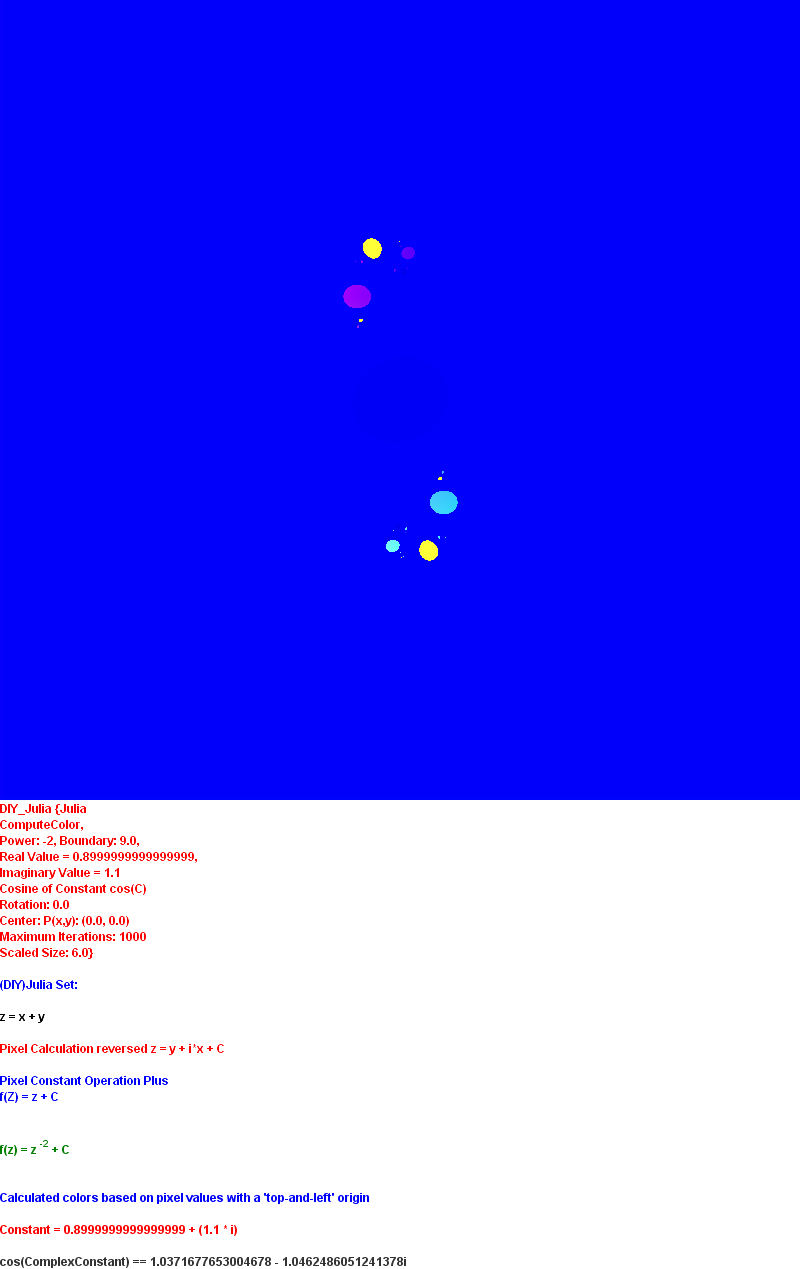 DIY_Julia {Julia
ComputeColor,
Power: -2, Boundary: 9.0,
Real Value = 0.8999999999999999,
Imaginary Value = 1.1
Cosine of Constant cos(C)
Rotation: 0.0
Center: P(x,y): (0.0, 0.0)
Maximum Iterations: 1000
Scaled Size: 6.0}
(DIY)Julia Set:
z = x + y
Pixel Calculation reversed z = y + i*x + C
Pixel Constant Operation Plus
f(Z) = z + C
f(z) = z -2 + C
Calculated colors based on pixel values with a 'top-and-left' origin
Constant = 0.8999999999999999 + (1.1 * i)
cos(ComplexConstant) == 1.0371677653004678 - 1.0462486051241378i